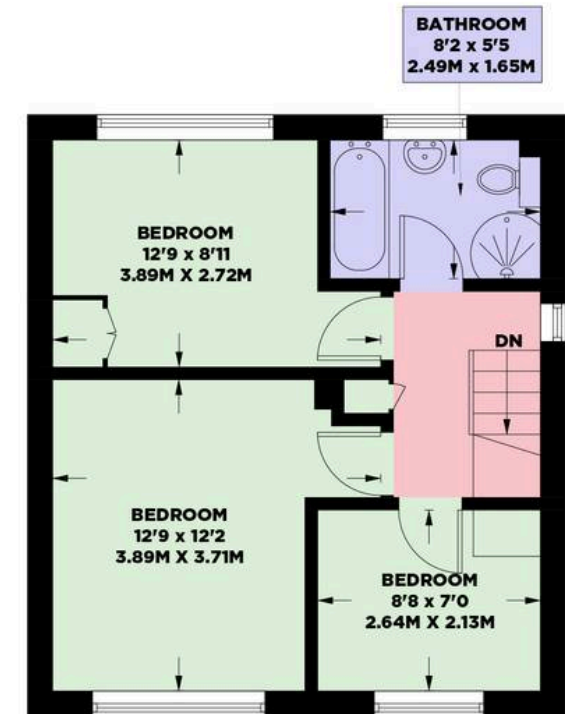 BATHROOM
8'2 x 5'5
2.49M x 1.65M
BEDROOM
12'9 x 8'11
3.89M X 2.72M
DN
BEDROOM
12'9 x 12'2
3.89M X 3.71M
BEDROOM
8'8 x 7'0
2.64M X 2.13M